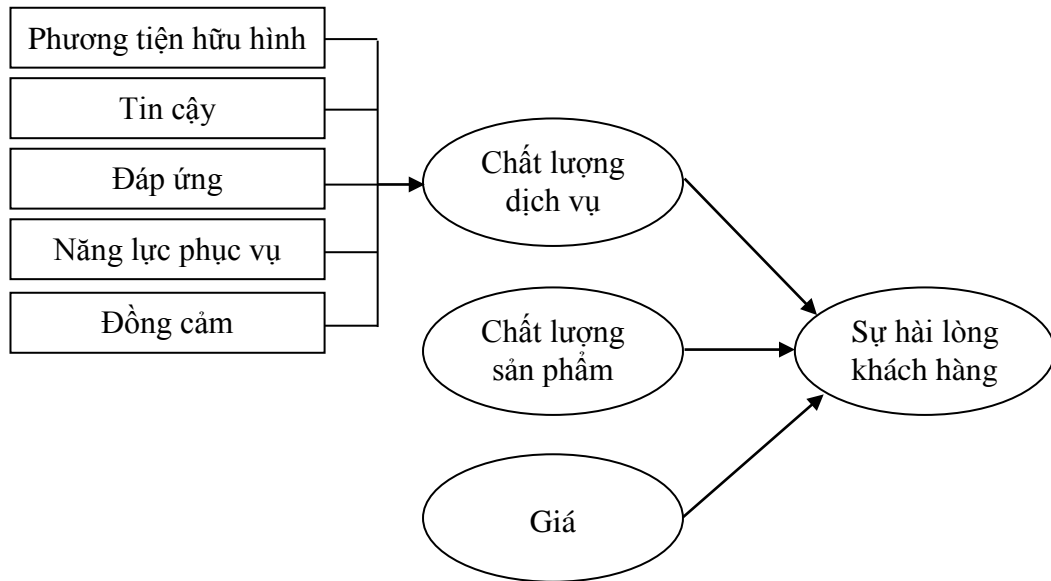 Phương tiện hữu hình
Tin cậy
Đáp ứng
Năng lực phục vụ
Đồng cảm
Chất lượng
dịch vụ
Chất lượng
sản phẩm
Giá
Sự hài lòng
khách hàng